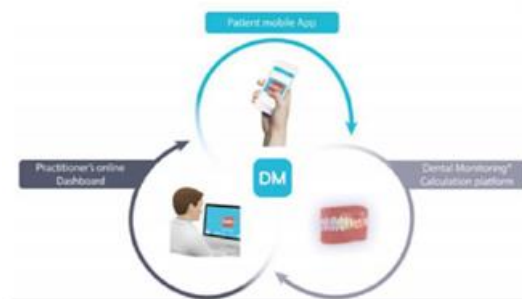 Patient mobile App
Practitioner's online
Dashboard
DM
Dental Monitoring®
Calculation platform